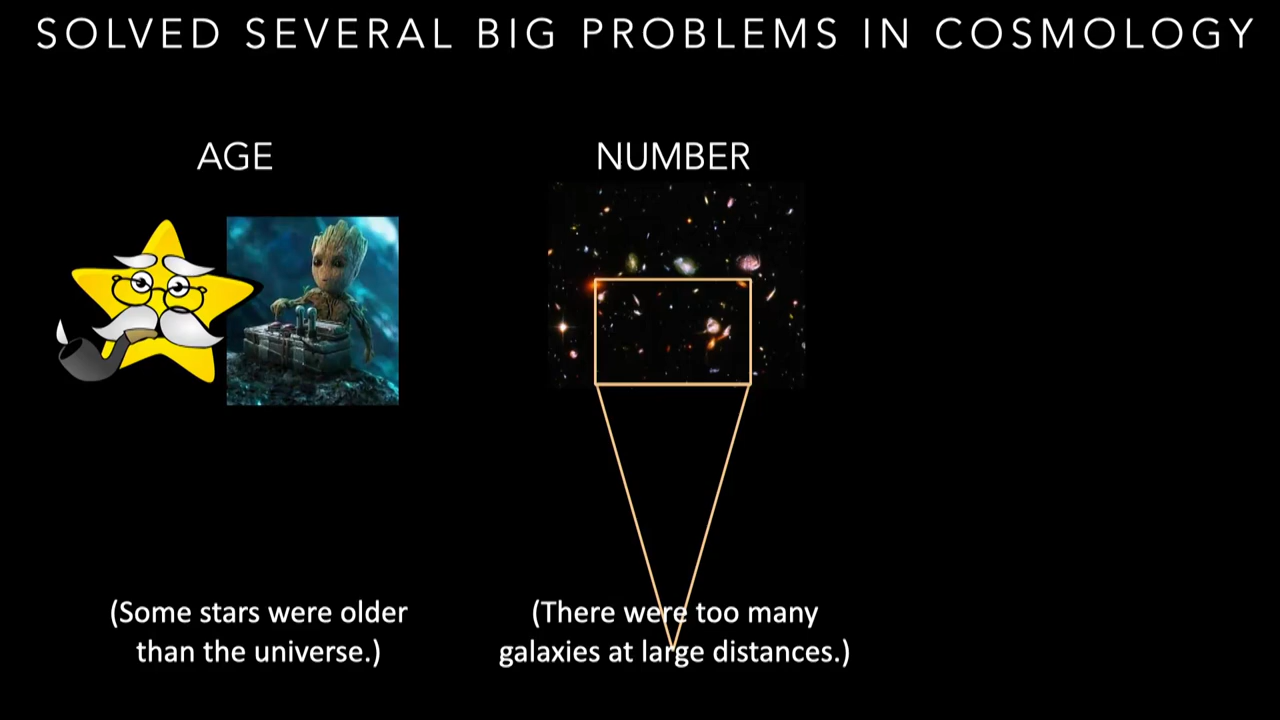 SOLVED SEVERAL BIG PROBLEMS IN COSMOLOGY
AGE
NUMBER
(Some stars were older
than the universe.)
(There were too many
galaxies at large distances.)